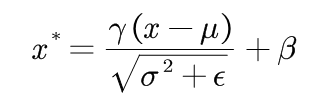 x* = γ(x − μ) / √(σ² + ϵ) + β